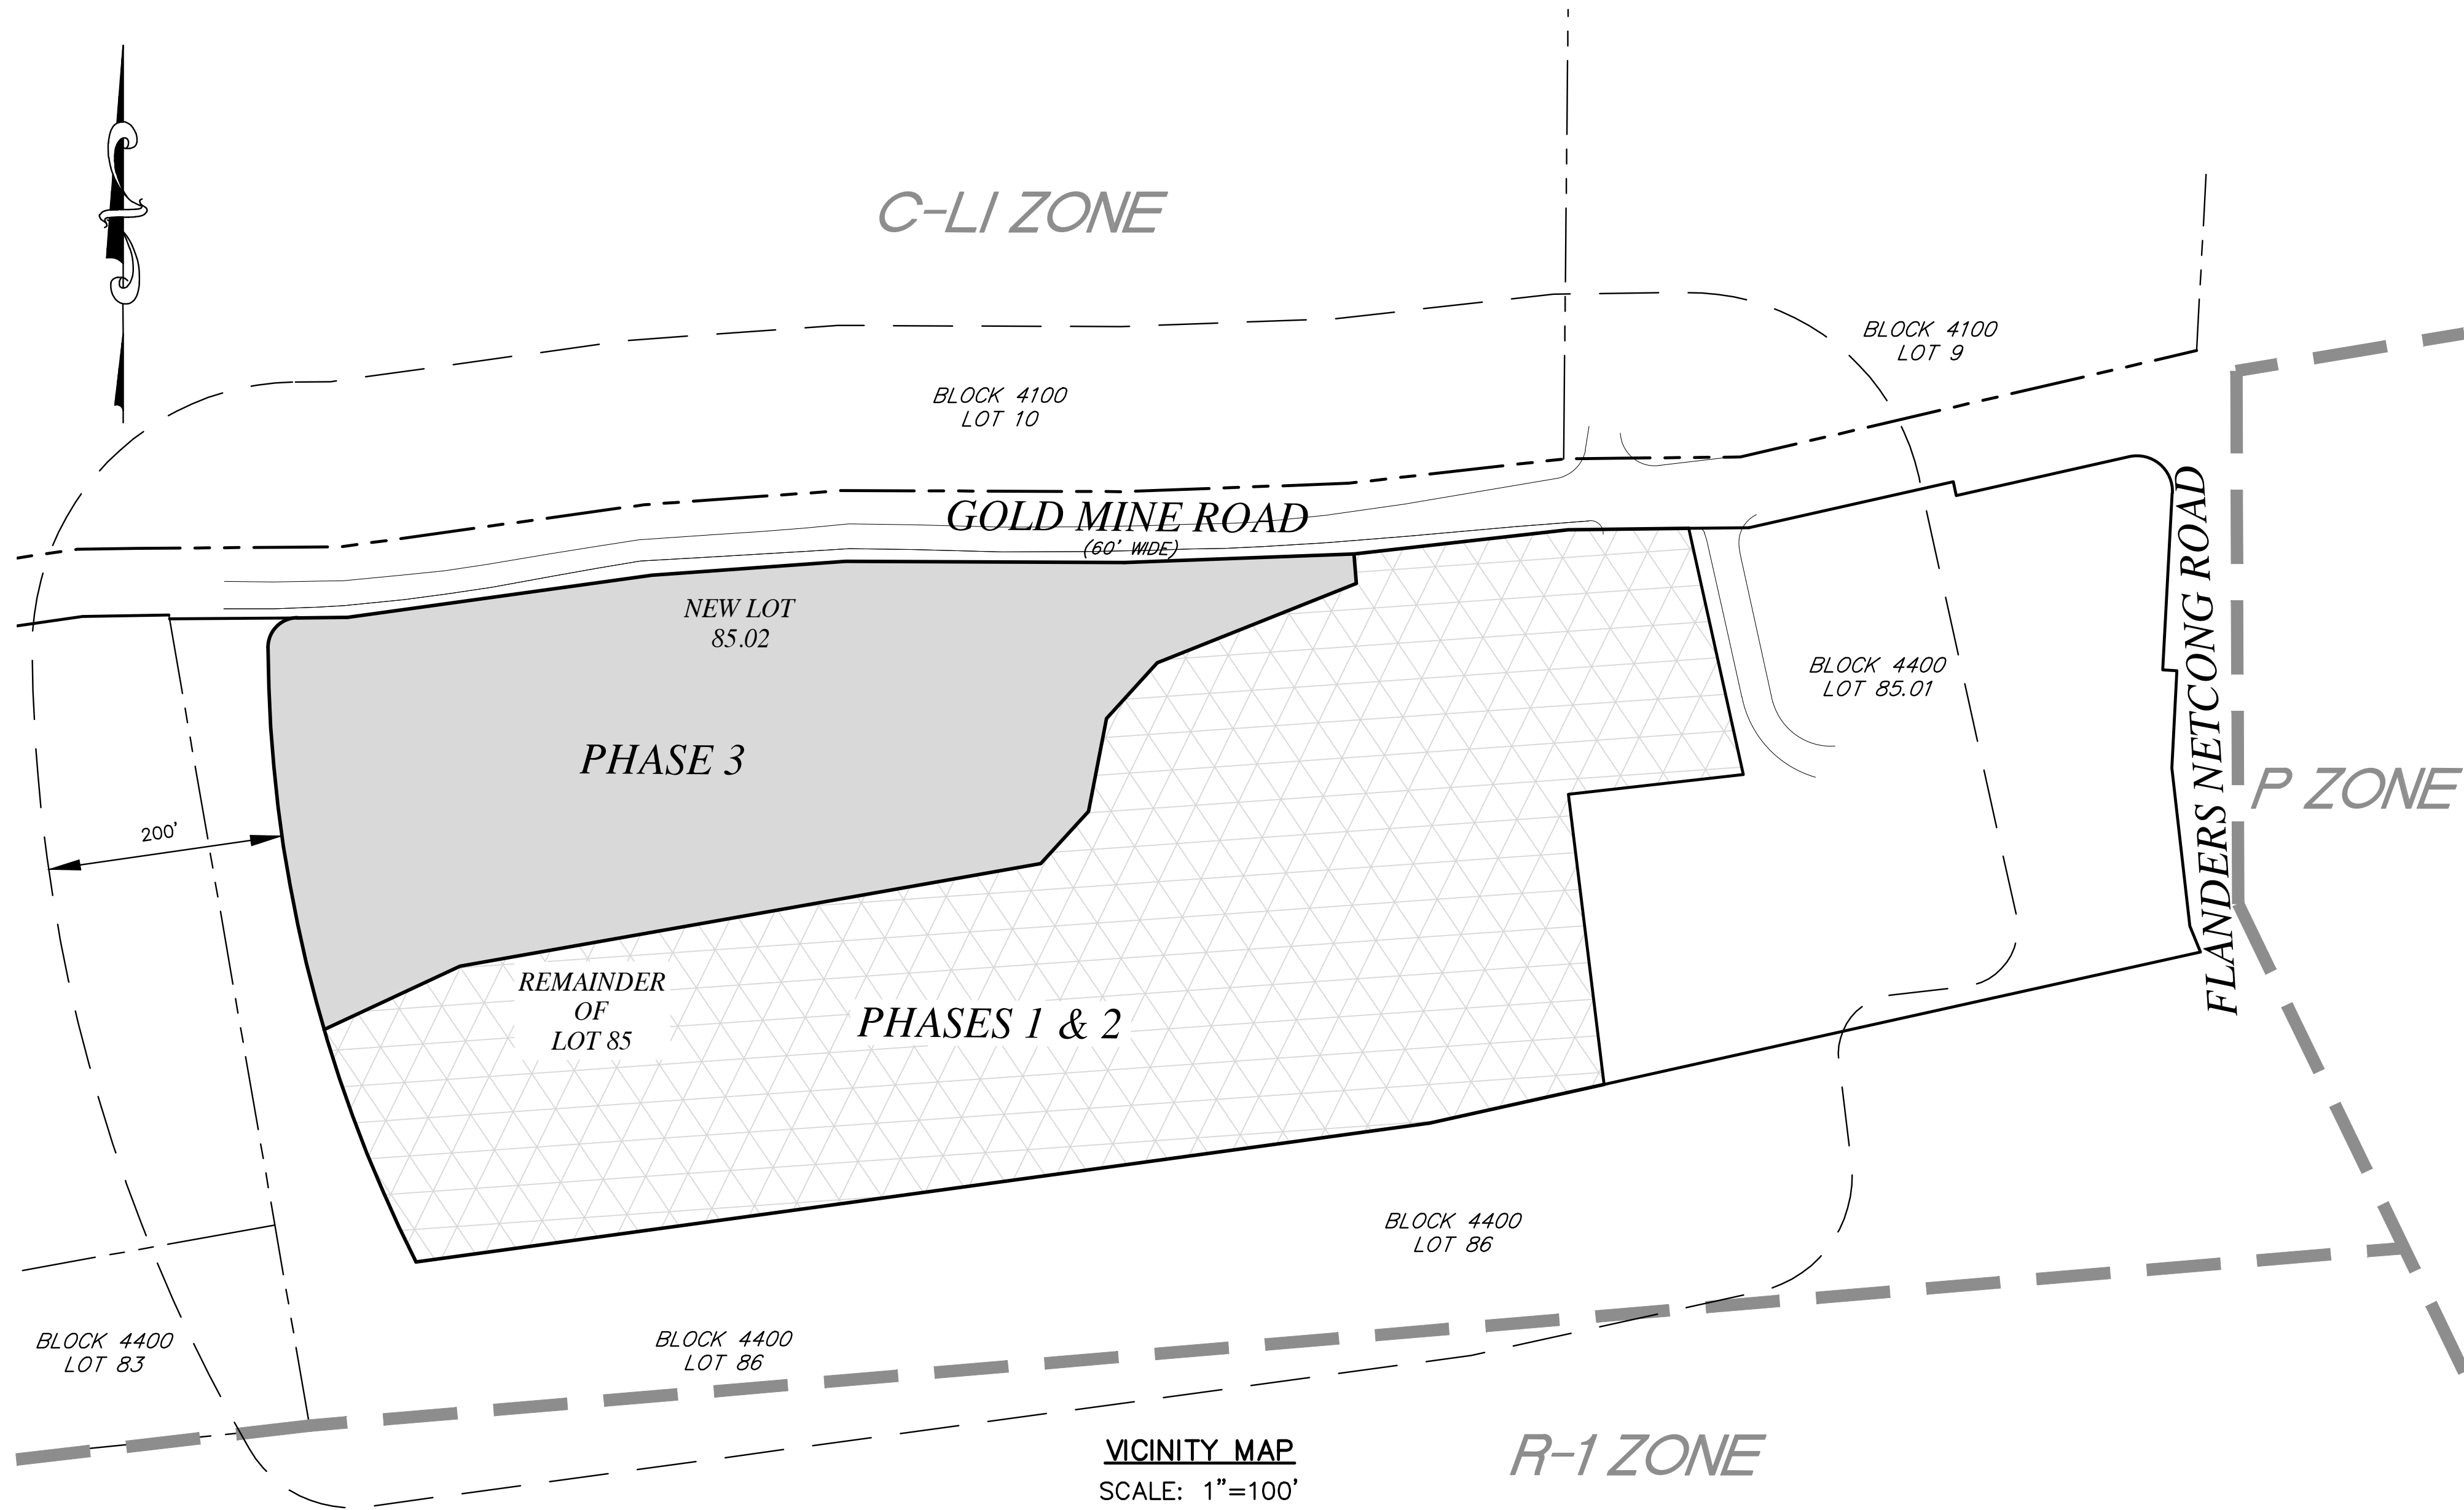 C-LI ZONE
BLOCK 4100
LOT 9
BLOCK 4100
LOT 10
GOLD MINE ROAD
(60' WIDE)
NEW LOT
85.02
PHASE 3
BLOCK 4400
LOT 85.01
FLANDERS NETCONG ROAD
P ZONE
200'
REMAINDER
OF
LOT 85
PHASES 1 & 2
BLOCK 4400
LOT 86
BLOCK 4400
LOT 83
BLOCK 4400
LOT 86
VICINITY MAP
SCALE: 1"=100'
R-1 ZONE